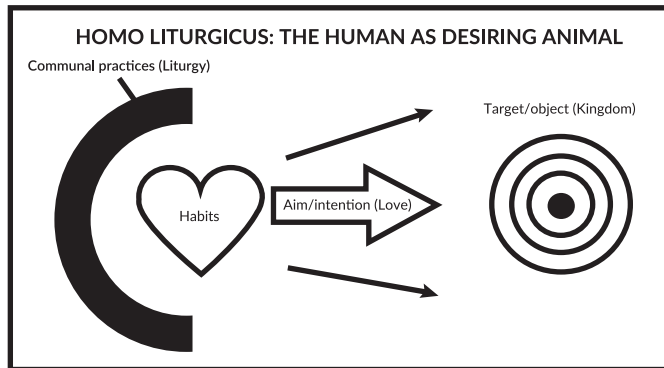 HOMO LITURGICUS: THE HUMAN AS DESIRING ANIMAL
Communal practices (Liturgy)
Target/object (Kingdom)
Habits
Aim/intention (Love)